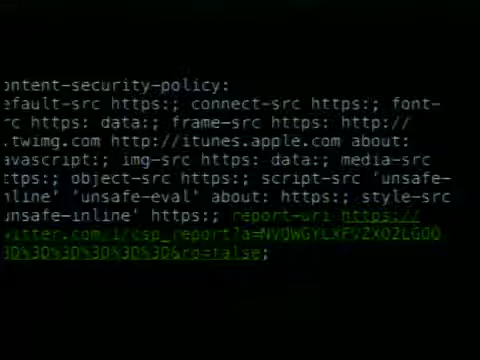 ontent-security-policy:
efault-src https:; connect-src https:; font-
rc https: data:; frame-src https: http://
.twimg.com http://itunes.apple.com about:
avascript:; img-src https: data:; media-src
ttps:; object-src https:; script-src 'unsafe-
nline' 'unsafe-eval' about: https:; style-src
unsafe-inline' https:; report-uri https://
witter.com/i/csp_report?a=
3D%3D%3D%3D%3D%3D&ro=false;